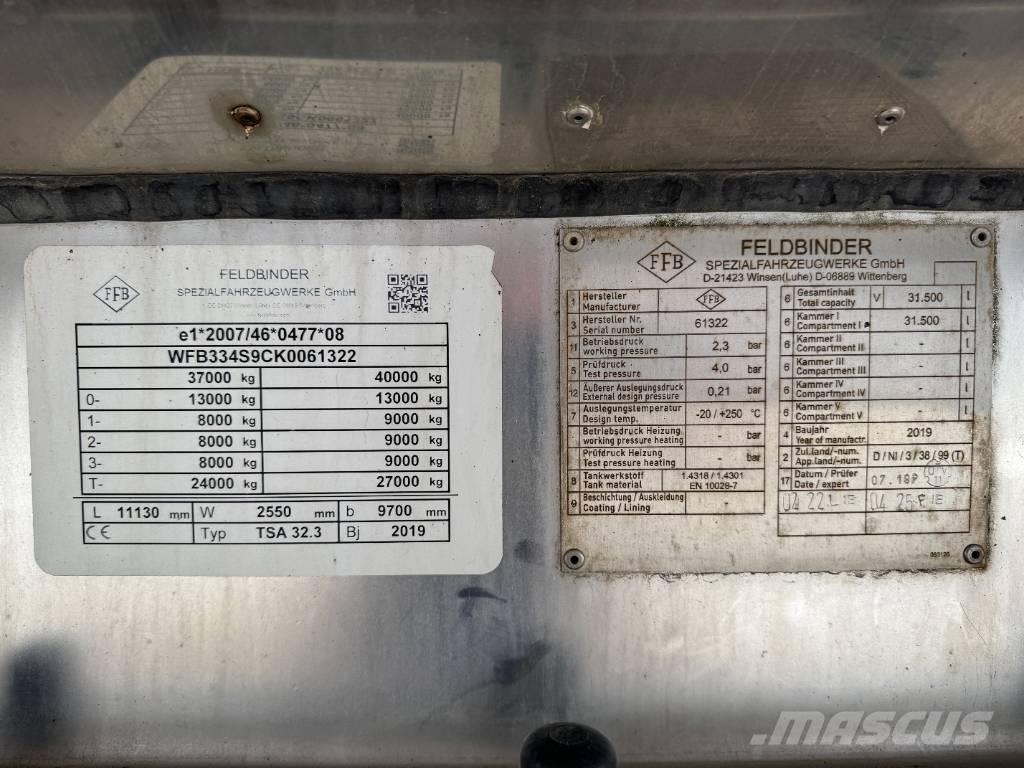 FFB
FELDBINDER
SPEZIALFAHRZEUGWERKE GmbH
e1*2007/46*0477*08
WFB334S9CK0061322
37000 kg 40000 kg
0- 13000 kg 13000 kg
1- 8000 kg 9000 kg
2- 8000 kg 9000 kg
3- 8000 kg 9000 kg
T- 24000 kg 27000 kg
L 11130 mm W 2550 mm b 9700 mm
CE Typ TSA 32.3 Bj 2019
FFB
FELDBINDER
SPEZIALFAHRZEUGWERKE GmbH
D-21423 Winsen(Luhe) D-06889 Wittenberg
1 Hersteller
Manufacturer FFB
3 Hersteller Nr.
Serial number 61322
11 Betriebsdruck
working pressure 2,3 bar
5 Prüfdruck
Test pressure 4,0 bar
12 Äußerer Auslegungsdruck
External design pressure 0,21 bar
7 Auslegungstemperatur
Design temp. -20 / +250 °C
Betriebsdruck Heizung
working pressure heating - bar
Prüfdruck Heizung
Test pressure heating - bar
8 Tankwerkstoff
Tank material 1.4318 / 1.4301
EN 10028-7
9 Beschichtung / Auskleidung
Coating / Lining -
6 Gesamtinhalt
Total capacity V 31.500 l
6 Kammer I
Compartment I 31.500 l
6 Kammer II
Compartment II - l
6 Kammer III
Compartment III - l
6 Kammer IV
Compartment IV - l
6 Kammer V
Compartment V - l
4 Baujahr
Year of manufactr. 2019
2 Zul.land/-num.
App.land/-num. D / NI / 3 / 38 / 99 (T)
17 Datum / Prüfer
Date / expert 07.18P
04 22 L IE 04 25 P IE
MASCUS